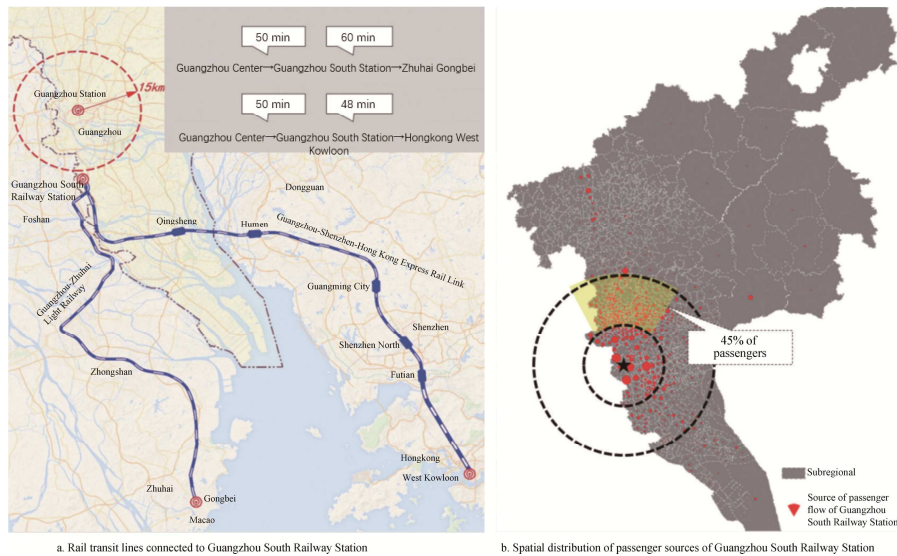 50 min
60 min
Guangzhou Center→Guangzhou South Station→Zhuhai Gongbei
50 min
48 min
Guangzhou Center→Guangzhou South Station→Hongkong West
Kowloon
15km
Guangzhou Station
Guangzhou
Guangzhou South
Railway Station
Foshan
Dongguan
Qingsheng
Humen
Guangzhou-Shenzhen-Hong Kong Express Rail Link
Guangming City
Guangzhou-Zhuhai
Light Railway
Shenzhen
Shenzhen North
Zhongshan
Futian
Hongkong
West Kowloon
Zhuhai
Gongbei
Macao
a. Rail transit lines connected to Guangzhou South Railway Station
45% of
passengers
Subregional
Source of passenger
flow of Guangzhou
South Railway Station
b. Spatial distribution of passenger sources of Guangzhou South Railway Station